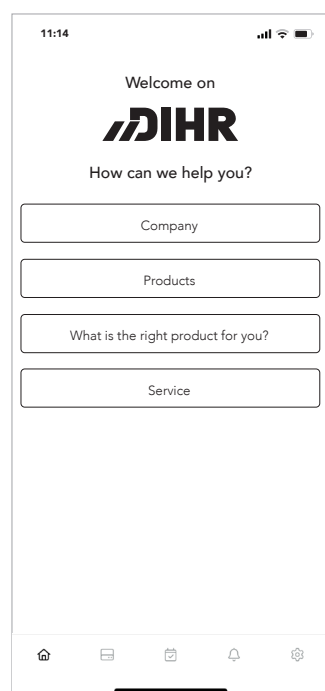 11:14
Welcome on
DIHR
How can we help you?
Company
Products
What is the right product for you?
Service